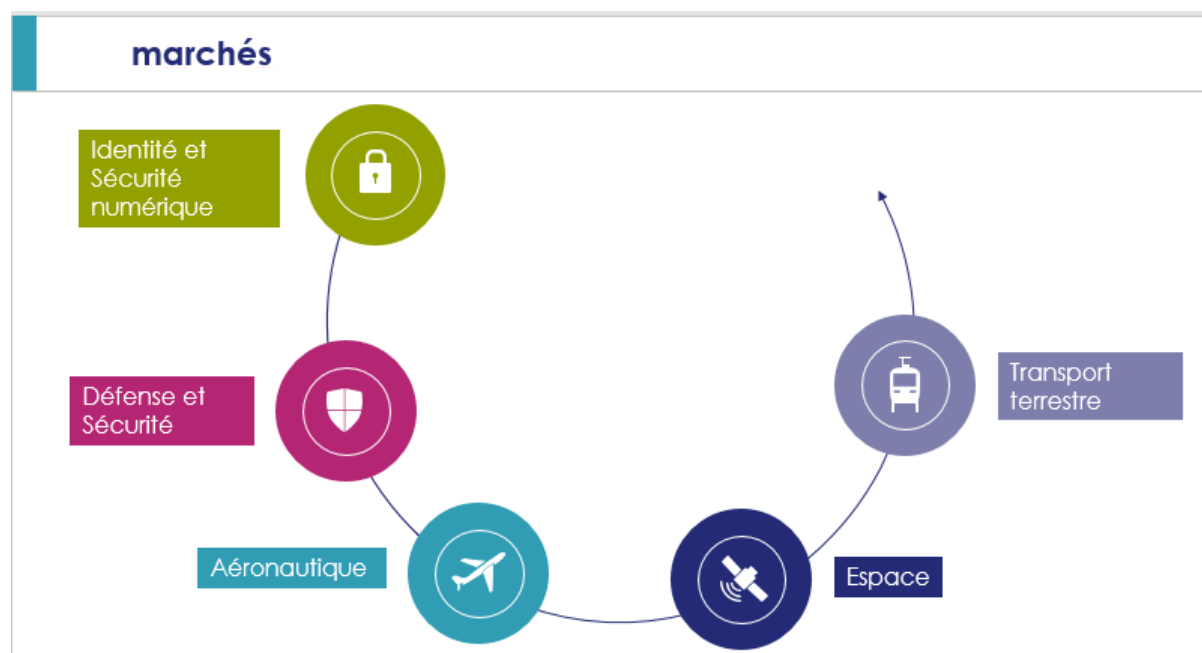 marchés
Identité et
Sécurité
numérique
Défense et
Sécurité
Aéronautique
Espace
Transport
terrestre